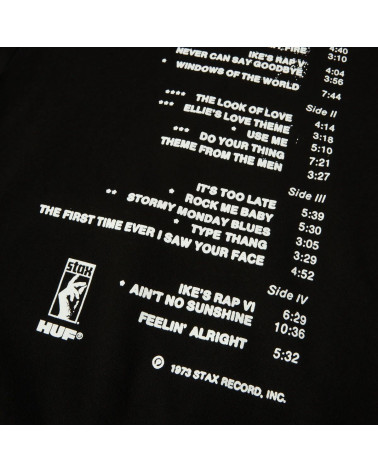 FIRE 4:40
IKE'S RAP VI 3:10
NEVER CAN SAY GOODBYE 4:04
* WINDOWS OF THE WORLD 3:56
7:44
Side II
**** THE LOOK OF LOVE 4:14
ELLIE'S LOVE THEME 3:18
* USE ME 5:10
*** DO YOUR THING 7:21
THEME FROM THE MEN 3:27
Side III
IT'S TOO LATE 5:39
* ROCK ME BABY 5:30
** STORMY MONDAY BLUES 3:05
* TYPE THANG 3:29
THE FIRST TIME EVER I SAW YOUR FACE 4:52
Side IV
* IKE'S RAP VI 6:29
* AIN'T NO SUNSHINE 10:36
FEELIN' ALRIGHT 5:32
Ⓟ 1973 STAX RECORD, INC.
stax
HUF®